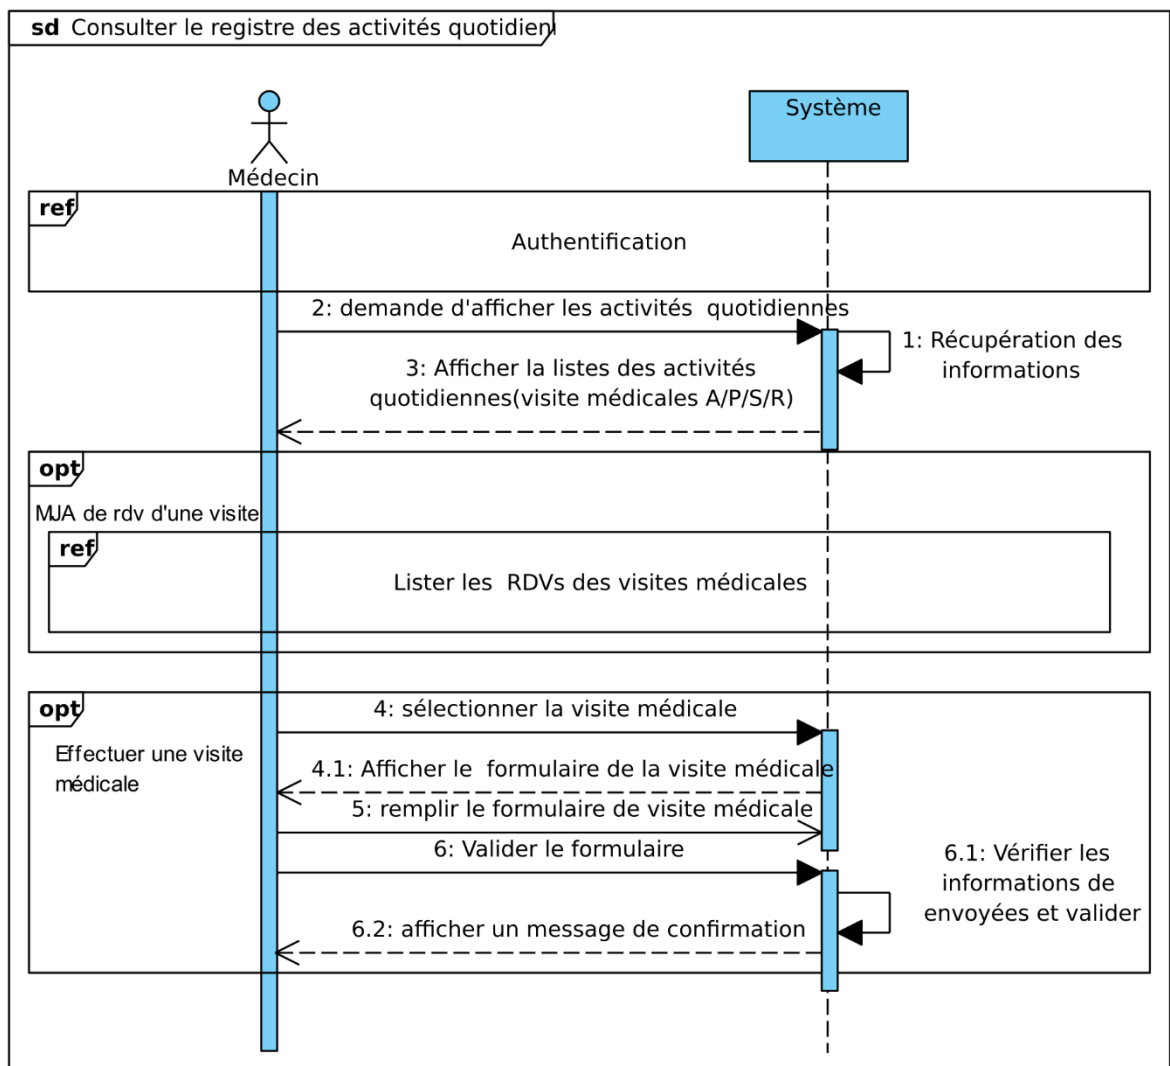 sd Consulter le registre des activités quotidien
Système
Médecin
ref
Authentification
2: demande d'afficher les activités quotidiennes
1: Récupération des
informations
3: Afficher la listes des activités
quotidiennes(visite médicales A/P/S/R)
opt
MJA de rdv d'une visite
ref
Lister les RDVs des visites médicales
opt
4: sélectionner la visite médicale
Effectuer une visite
médicale
4.1: Afficher le formulaire de la visite médicale
5: remplir le formulaire de visite médicale
6: Valider le formulaire
6.1: Vérifier les
informations de
envoyées et valider
6.2: afficher un message de confirmation